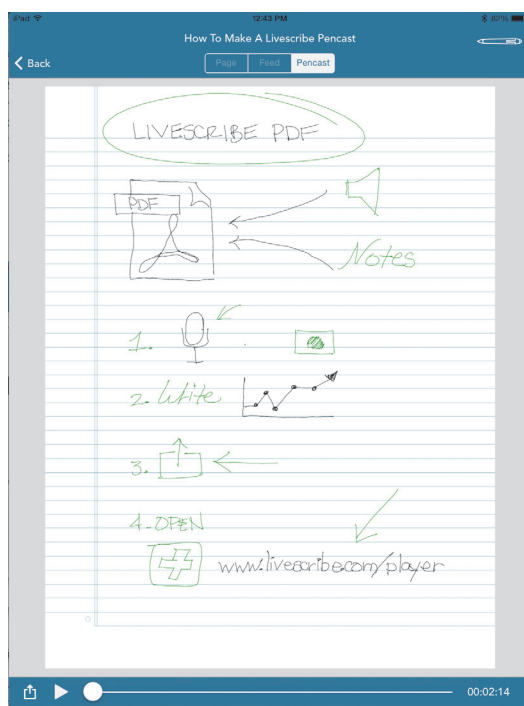 iPad 12:43 PM 82%
How To Make A Livescribe Pencast
Back Page Feed Pencast
LIVESCRIBE PDF
PDF
Notes
1.
2. Write
3.
4-OPEN
www.livescribe.com/player
00:02:14